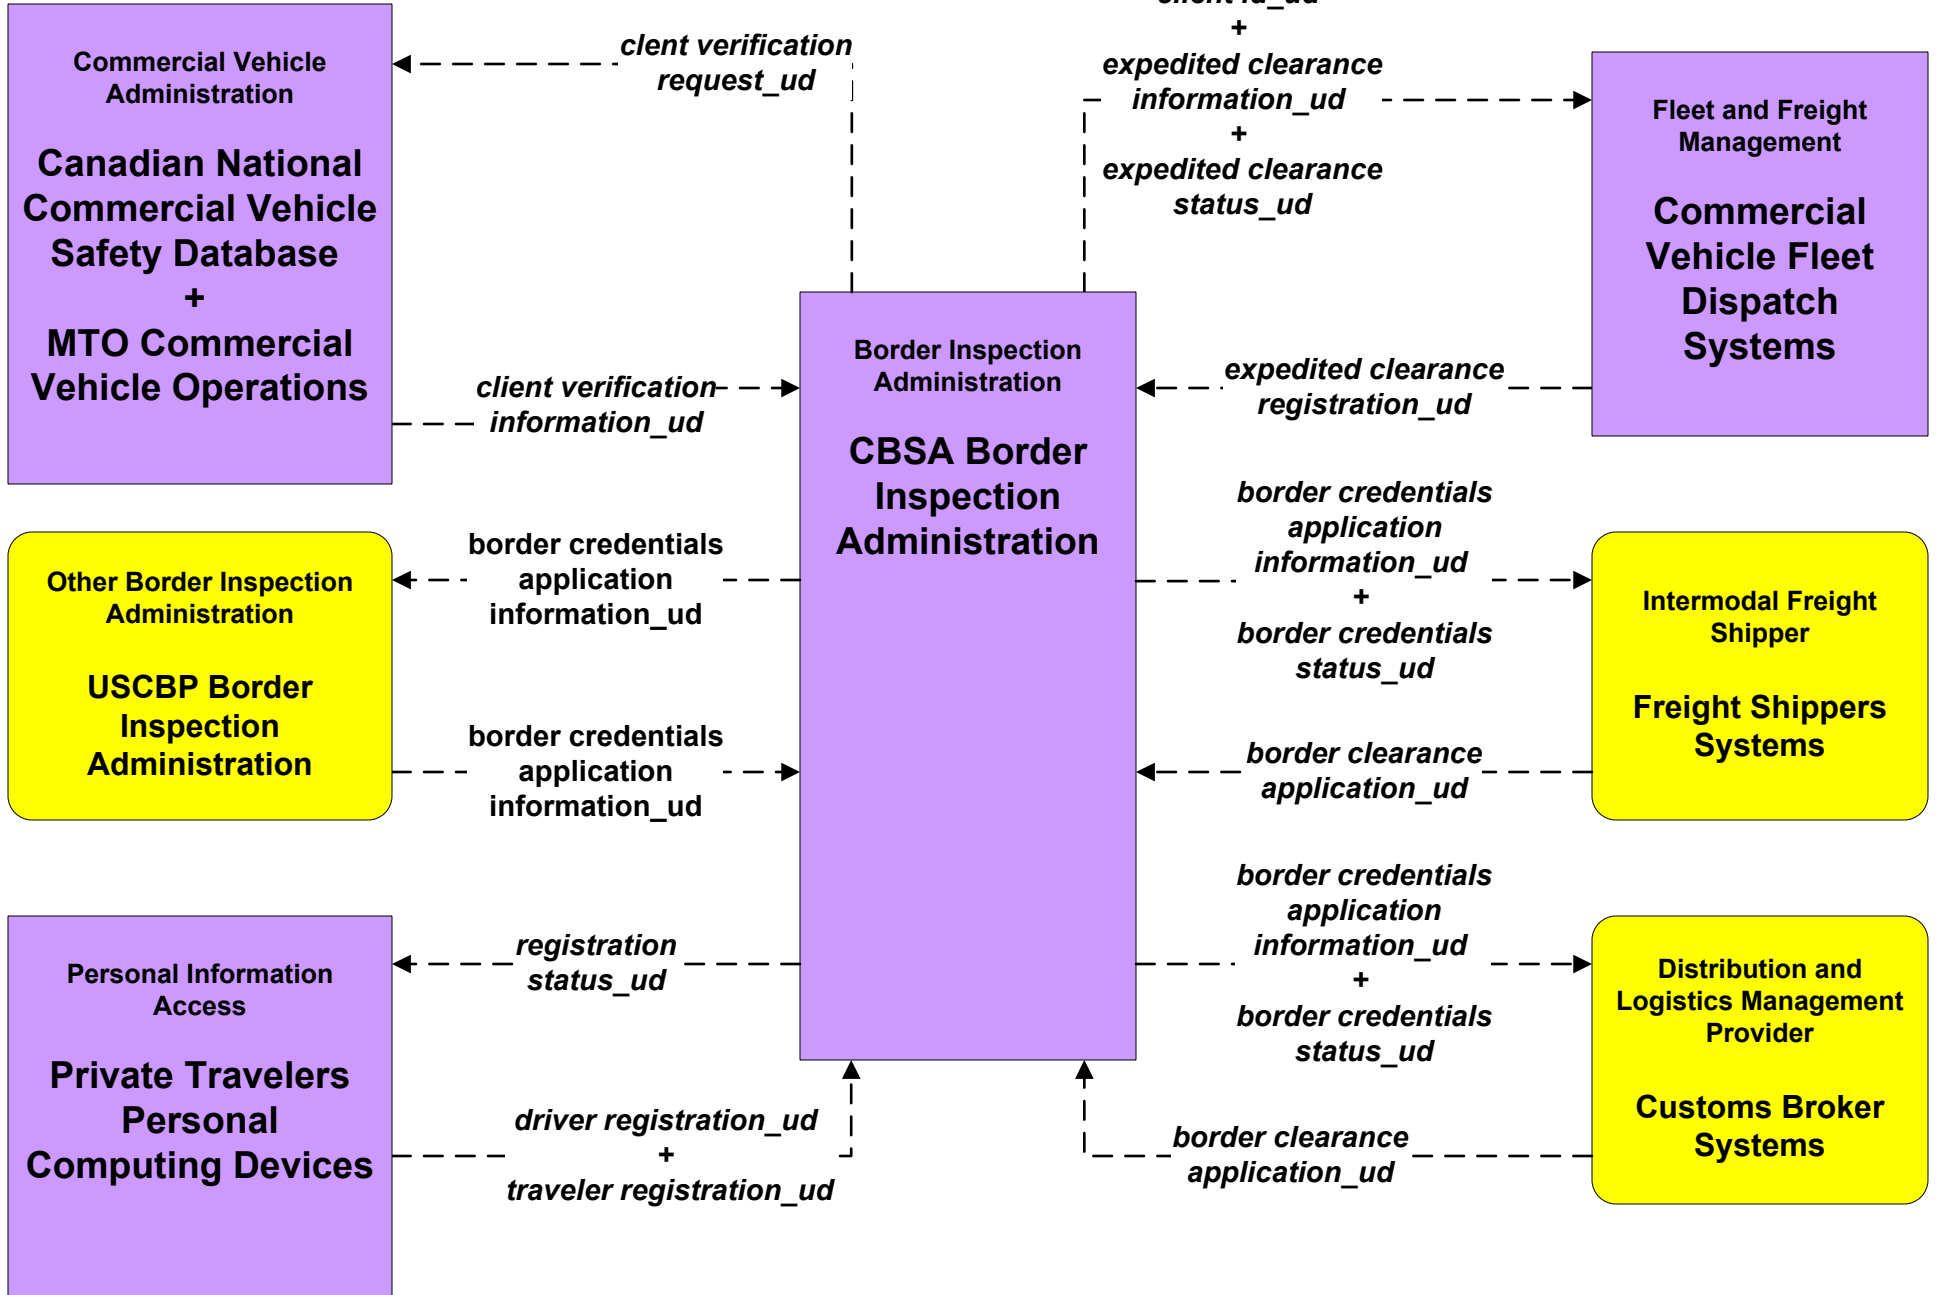 Commercial Vehicle
Administration
Canadian National
Commercial Vehicle
Safety Database
+
MTO Commercial
Vehicle Operations
clent verification
request_ud
client id_ud
+
expedited clearance
information_ud
+
expedited clearance
status_ud
Fleet and Freight
Management
Commercial
Vehicle Fleet
Dispatch
Systems
client verification
information_ud
Border Inspection
Administration
CBSA Border
Inspection
Administration
expedited clearance
registration_ud
Other Border Inspection
Administration
USCBP Border
Inspection
Administration
border credentials
application
information_ud
border credentials
application
information_ud
border credentials
application
information_ud
+
border credentials
status_ud
Intermodal Freight
Shipper
Freight Shippers
Systems
border clearance
application_ud
Personal Information
Access
Private Travelers
Personal
Computing Devices
registration
status_ud
driver registration_ud
+
traveler registration_ud
border credentials
application
information_ud
+
border credentials
status_ud
Distribution and
Logistics Management
Provider
Customs Broker
Systems
border clearance
application_ud